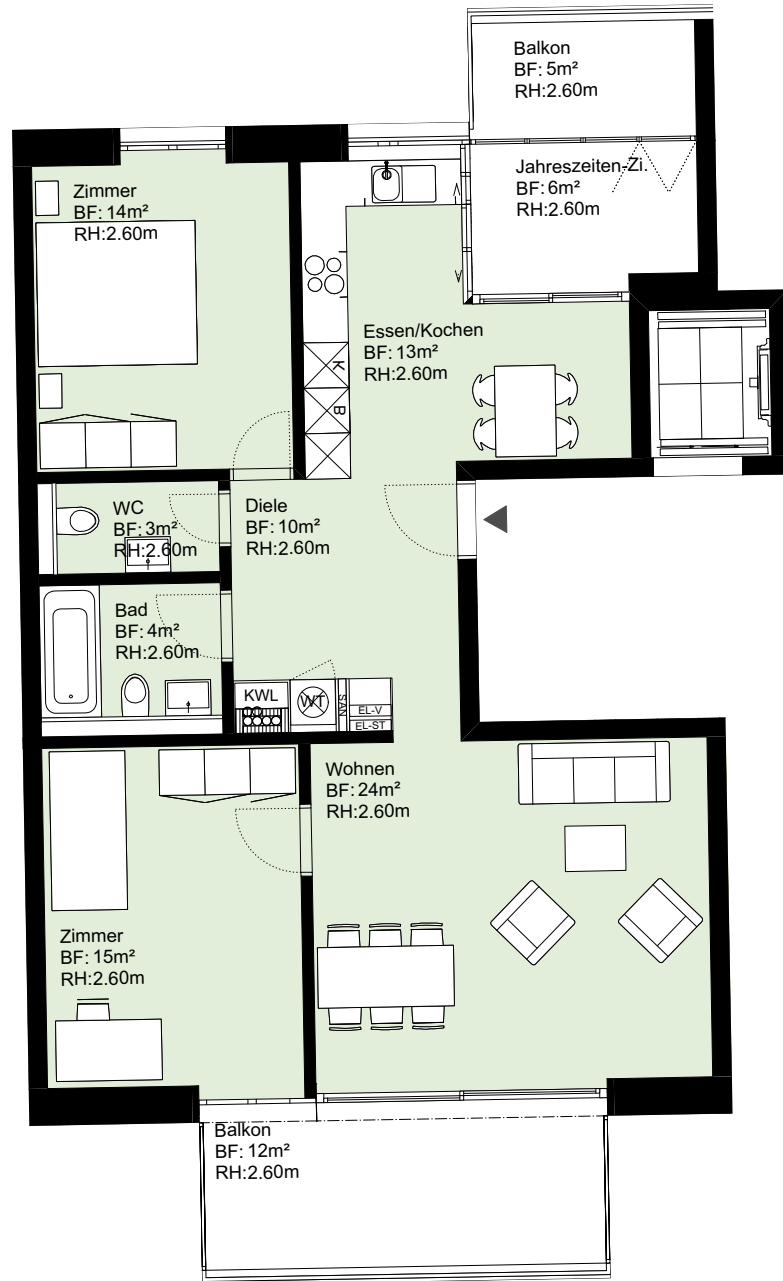 Balkon
BF: 5m²
RH:2.60m
Jahreszeiten-Zi.
BF: 6m²
RH:2.60m
Zimmer
BF: 14m²
RH:2.60m
Essen/Kochen
BF: 13m²
RH:2.60m
K
B
WC
BF: 3m²
RH:2.60m
Diele
BF: 10m²
RH:2.60m
Bad
BF: 4m²
RH:2.60m
KWL
WT
SAN
EL-V
EL-ST
Wohnen
BF: 24m²
RH:2.60m
Zimmer
BF: 15m²
RH:2.60m
Balkon
BF: 12m²
RH:2.60m